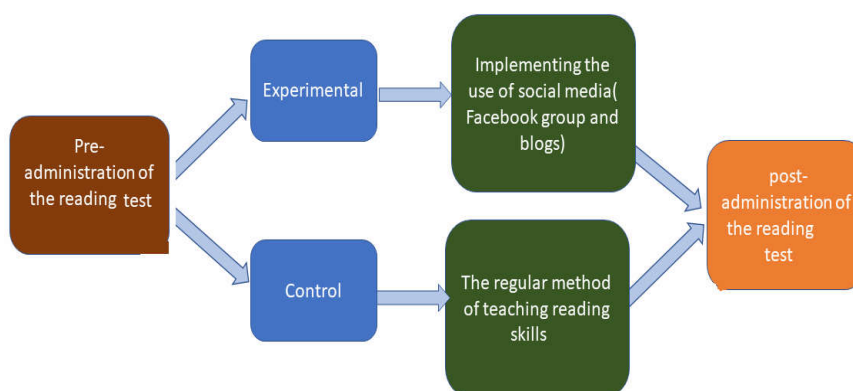 Pre-
administration of
the reading test
Experimental
Implementing the
use of social media(
Facebook group and
blogs)
Control
The regular method
of teaching reading
skills
post-
administration of
the reading
test